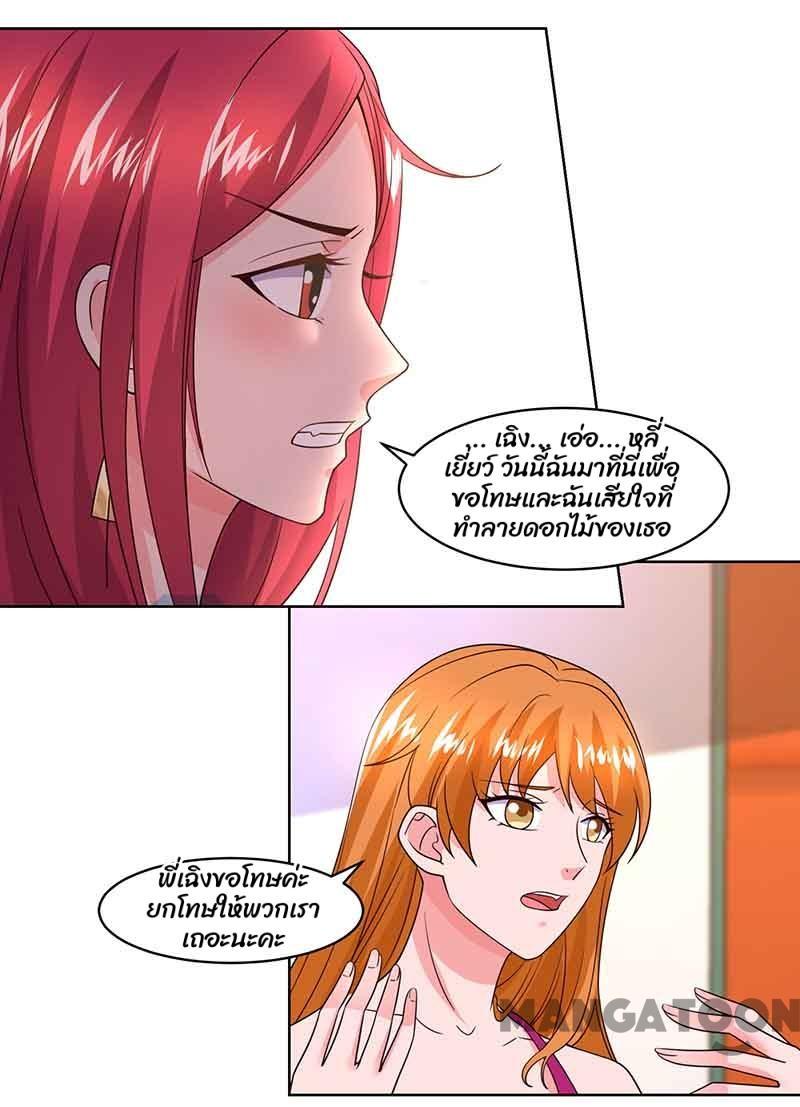 ... เฉิง... เอ่อ... หลี่
เยี่ยว์ วันนี้ฉันมาที่นี่เพื่อ
ขอโทษและฉันเสียใจที่
ทำลายดอกไม้ของเธอ
พี่เฉิงขอโทษค่ะ
ยกโทษให้พวกเรา
เถอะนะคะ
MANGATOON